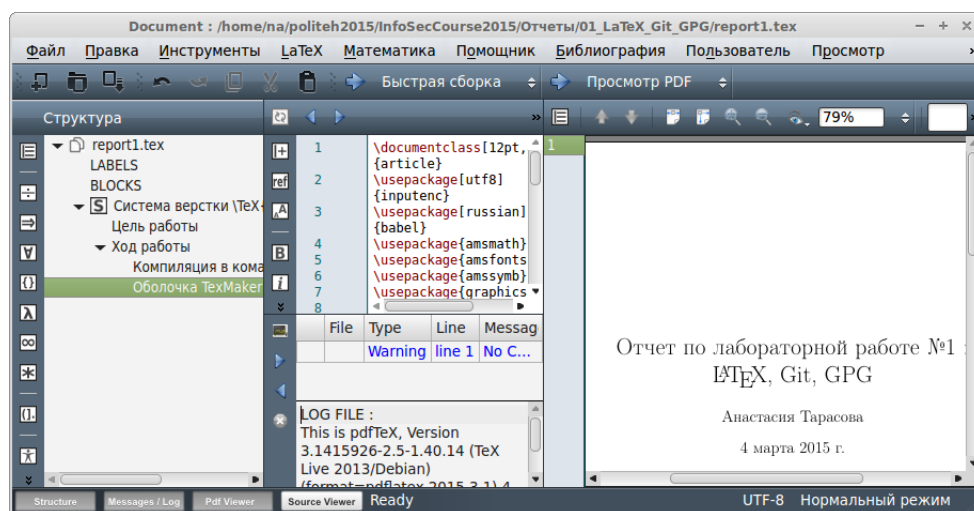 Document : /home/na/politeh2015/InfoSecCourse2015/Отчеты/01_LaTeX_Git_GPG/report1.tex
Файл Правка Инструменты LaTeX Математика Помощник Библиография Пользователь Просмотр »
Быстрая сборка Просмотр PDF
Структура » 79%
report1.tex
LABELS
BLOCKS
Система верстки \TeX
Цель работы
Ход работы
Компиляция в кома
Оболочка TexMaker
1 \documentclass[12pt,
{article}
2 \usepackage[utf8]
{inputenc}
3 \usepackage[russian]
{babel}
4 \usepackage{amsmath}
5 \usepackage{amsfonts
6 \usepackage{amssymb}
7 \usepackage{graphics
8
File Type Line Messag
Warning line 1 No C...
LOG FILE :
This is pdfTeX, Version
3.1415926-2.5-1.40.14 (TeX
Live 2013/Debian)
(format=pdflatex 2015.3.1) 4
1
Отчет по лабораторной работе №1
LATEX, Git, GPG
Анастасия Тарасова
4 марта 2015 г.
Structure Messages / Log Pdf Viewer Source Viewer Ready UTF-8 Нормальный режим